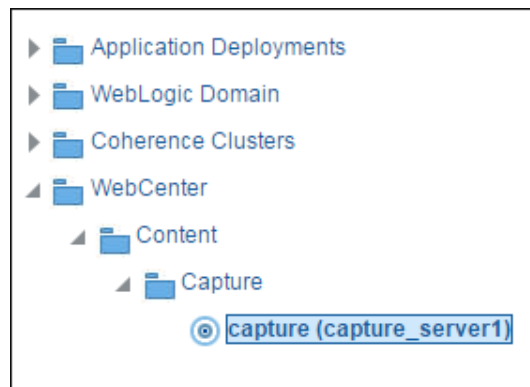 Application Deployments
WebLogic Domain
Coherence Clusters
WebCenter
Content
Capture
capture (capture_server1)